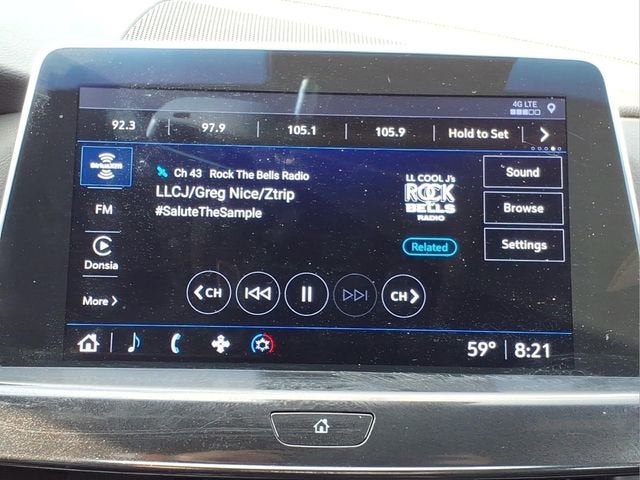 4G LTE
92.3 97.9 105.1 105.9 Hold to Set
SiriusXM
Ch 43 Rock The Bells Radio
LLCJ/Greg Nice/Ztrip
#SaluteTheSample
LL COOL J's
ROCK
THE
BELLS
RADIO
Sound
FM
Browse
Related
Settings
Donsia
More
CH CH
59° 8:21